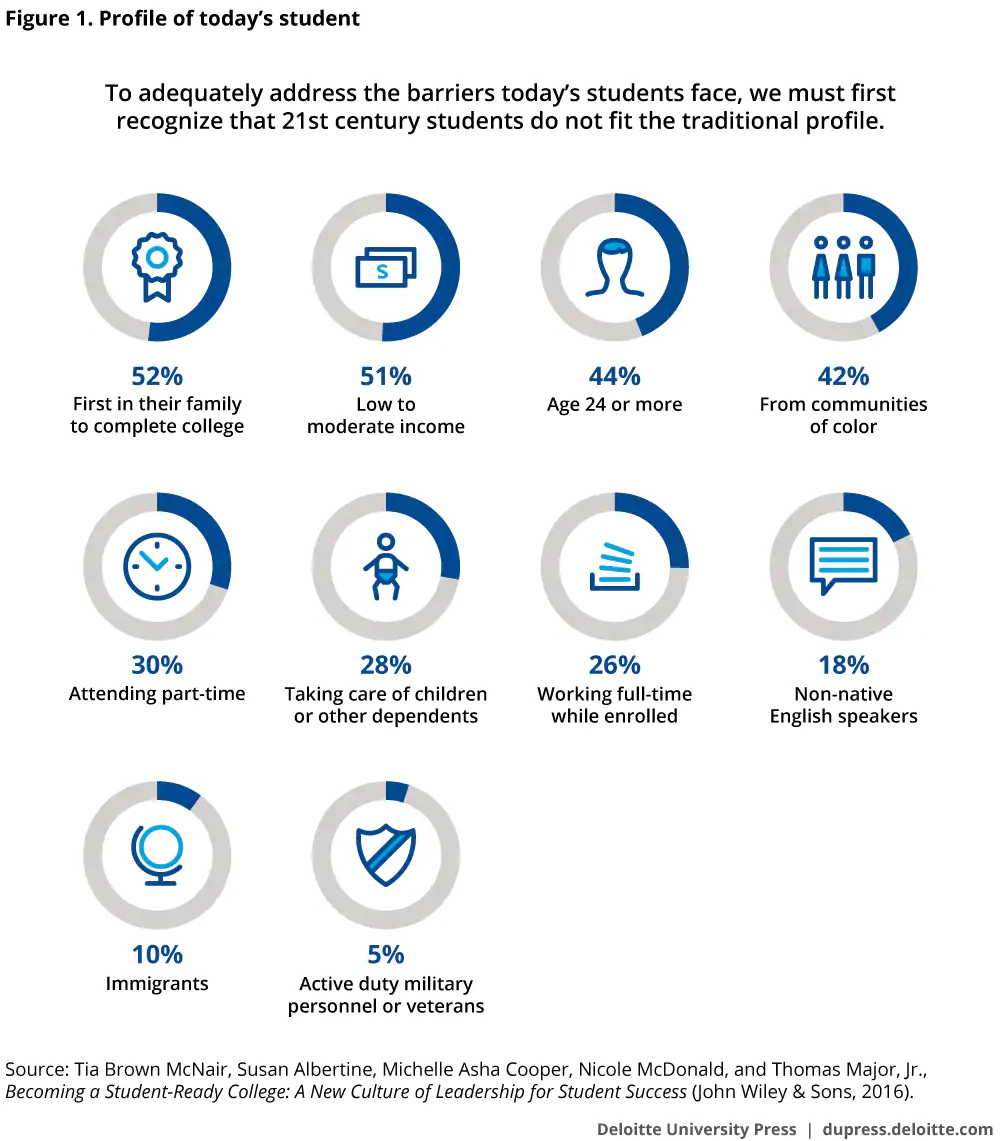 Figure 1. Profile of today’s student
To adequately address the barriers today’s students face, we must first
recognize that 21st century students do not fit the traditional profile.
S
52%
First in their family
to complete college
51%
Low to
moderate income
44%
Age 24 or more
42%
From communities
of color
30%
Attending part-time
28%
Taking care of children
or other dependents
26%
Working full-time
while enrolled
18%
Non-native
English speakers
10%
Immigrants
5%
Active duty military
personnel or veterans
Source: Tia Brown McNair, Susan Albertine, Michelle Asha Cooper, Nicole McDonald, and Thomas Major, Jr.,
Becoming a Student-Ready College: A New Culture of Leadership for Student Success (John Wiley & Sons, 2016).
Deloitte University Press | dupress.deloitte.com